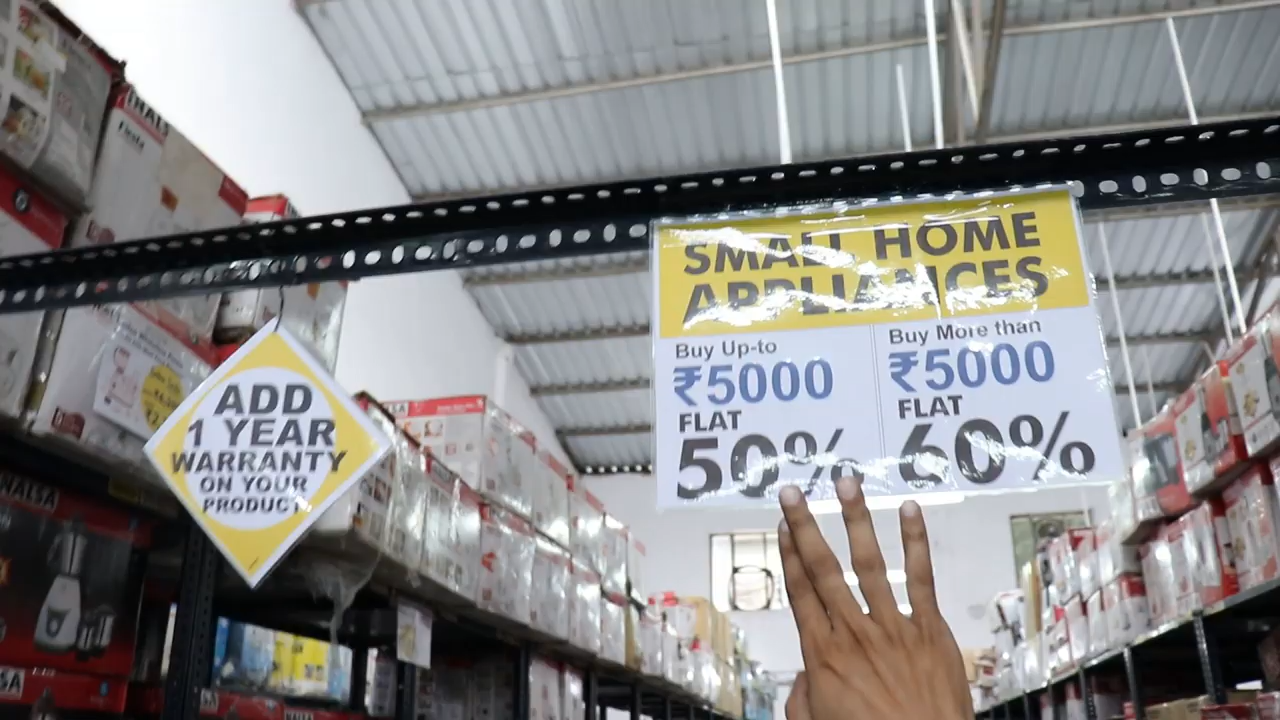 SMALL HOME
APPLIANCES
Buy Up-to
₹5000
FLAT
50%
Buy More than
₹5000
FLAT
60%
ADD
1 YEAR
WARRANTY
ON YOUR
PRODUCT
NALSA